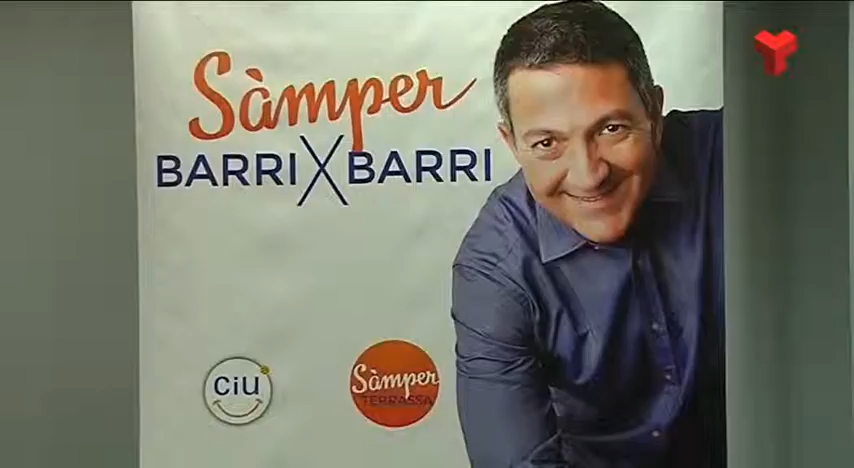 Sàmper
BARRI X BARRI
CiU
Sàmper
TERRASSA